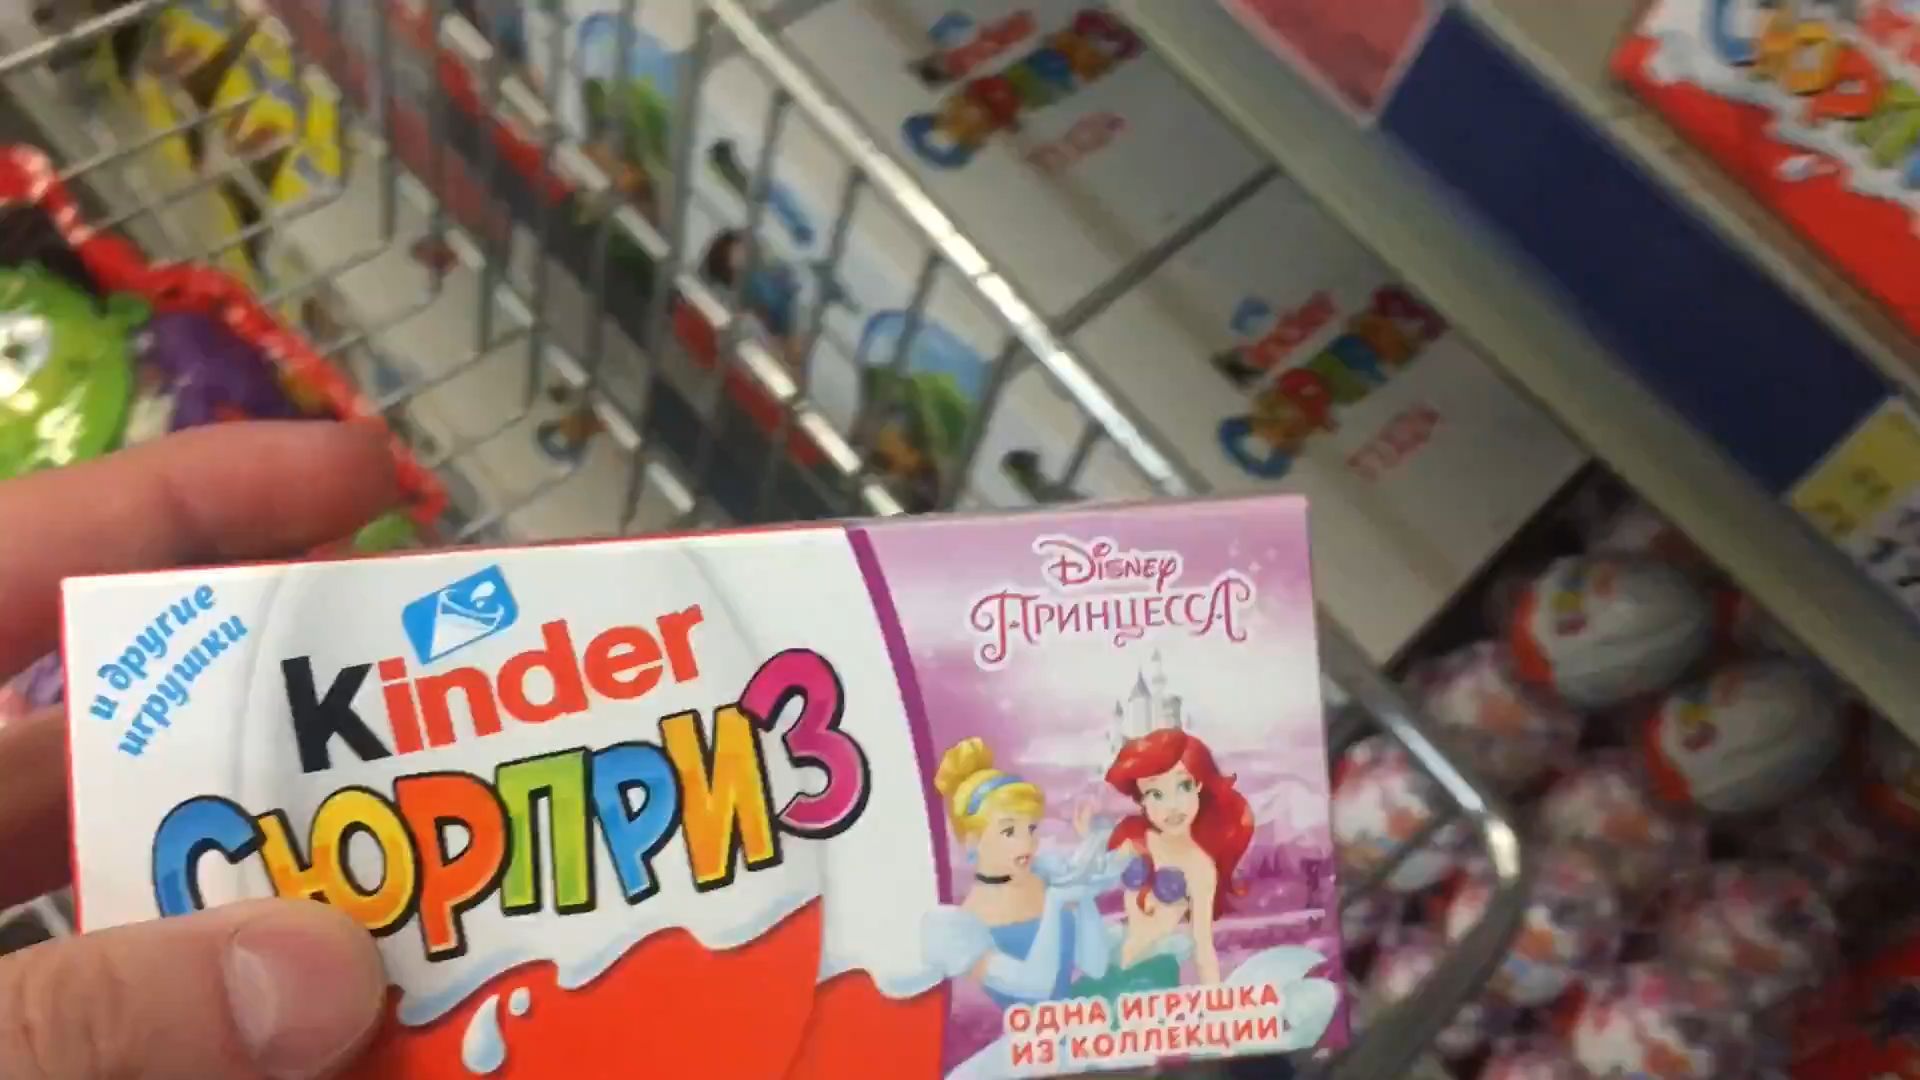 и другие
игрушки
Kinder
СЮРПРИЗ
Disney
ПРИНЦЕССА
ОДНА ИГРУШКА
ИЗ КОЛЛЕКЦИИ